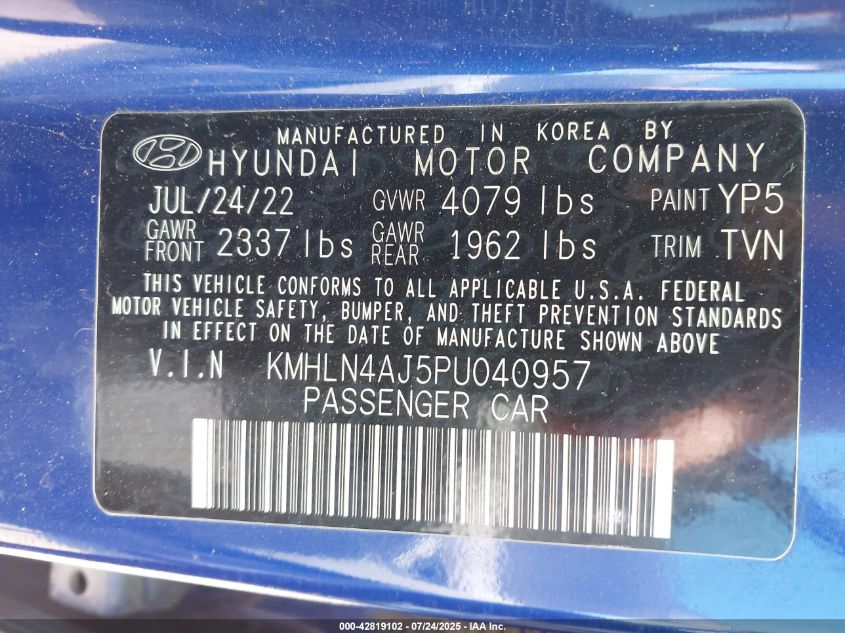 MANUFACTURED IN KOREA BY
HYUNDAI MOTOR COMPANY
JUL/24/22 GVWR 4079 lbs PAINT YP5
GAWR FRONT 2337 lbs GAWR REAR 1962 lbs TRIM TVN
THIS VEHICLE CONFORMS TO ALL APPLICABLE U.S.A. FEDERAL
MOTOR VEHICLE SAFETY, BUMPER, AND THEFT PREVENTION STANDARDS
IN EFFECT ON THE DATE OF MANUFACTURE SHOWN ABOVE
V.I.N KMHLN4AJ5PU040957
PASSENGER CAR
000-42819102 - 07/24/2025 - IAA Inc.